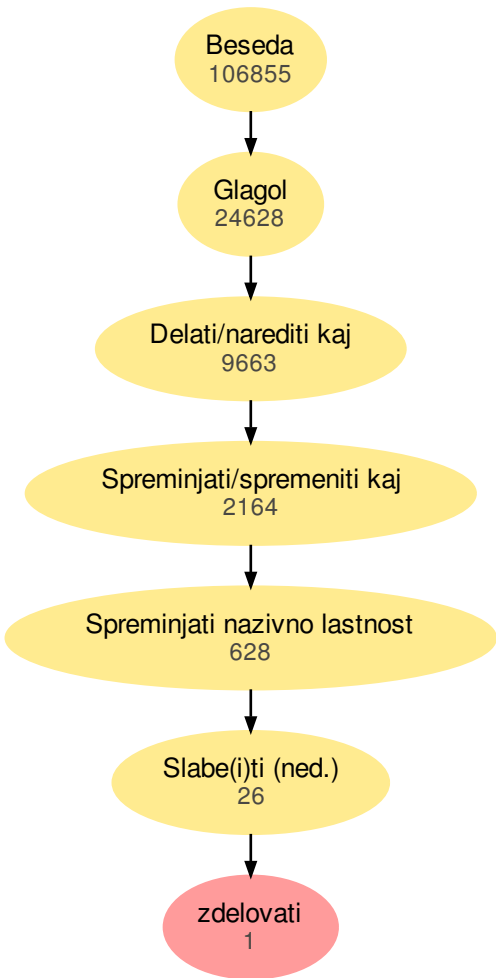 Beseda
106855
Glagol
24628
Delati/narediti kaj
9663
Spreminjati/spremeniti kaj
2164
Spreminjati nazivno lastnost
628
Slabe(i)ti (ned.)
26
zdelovati
1